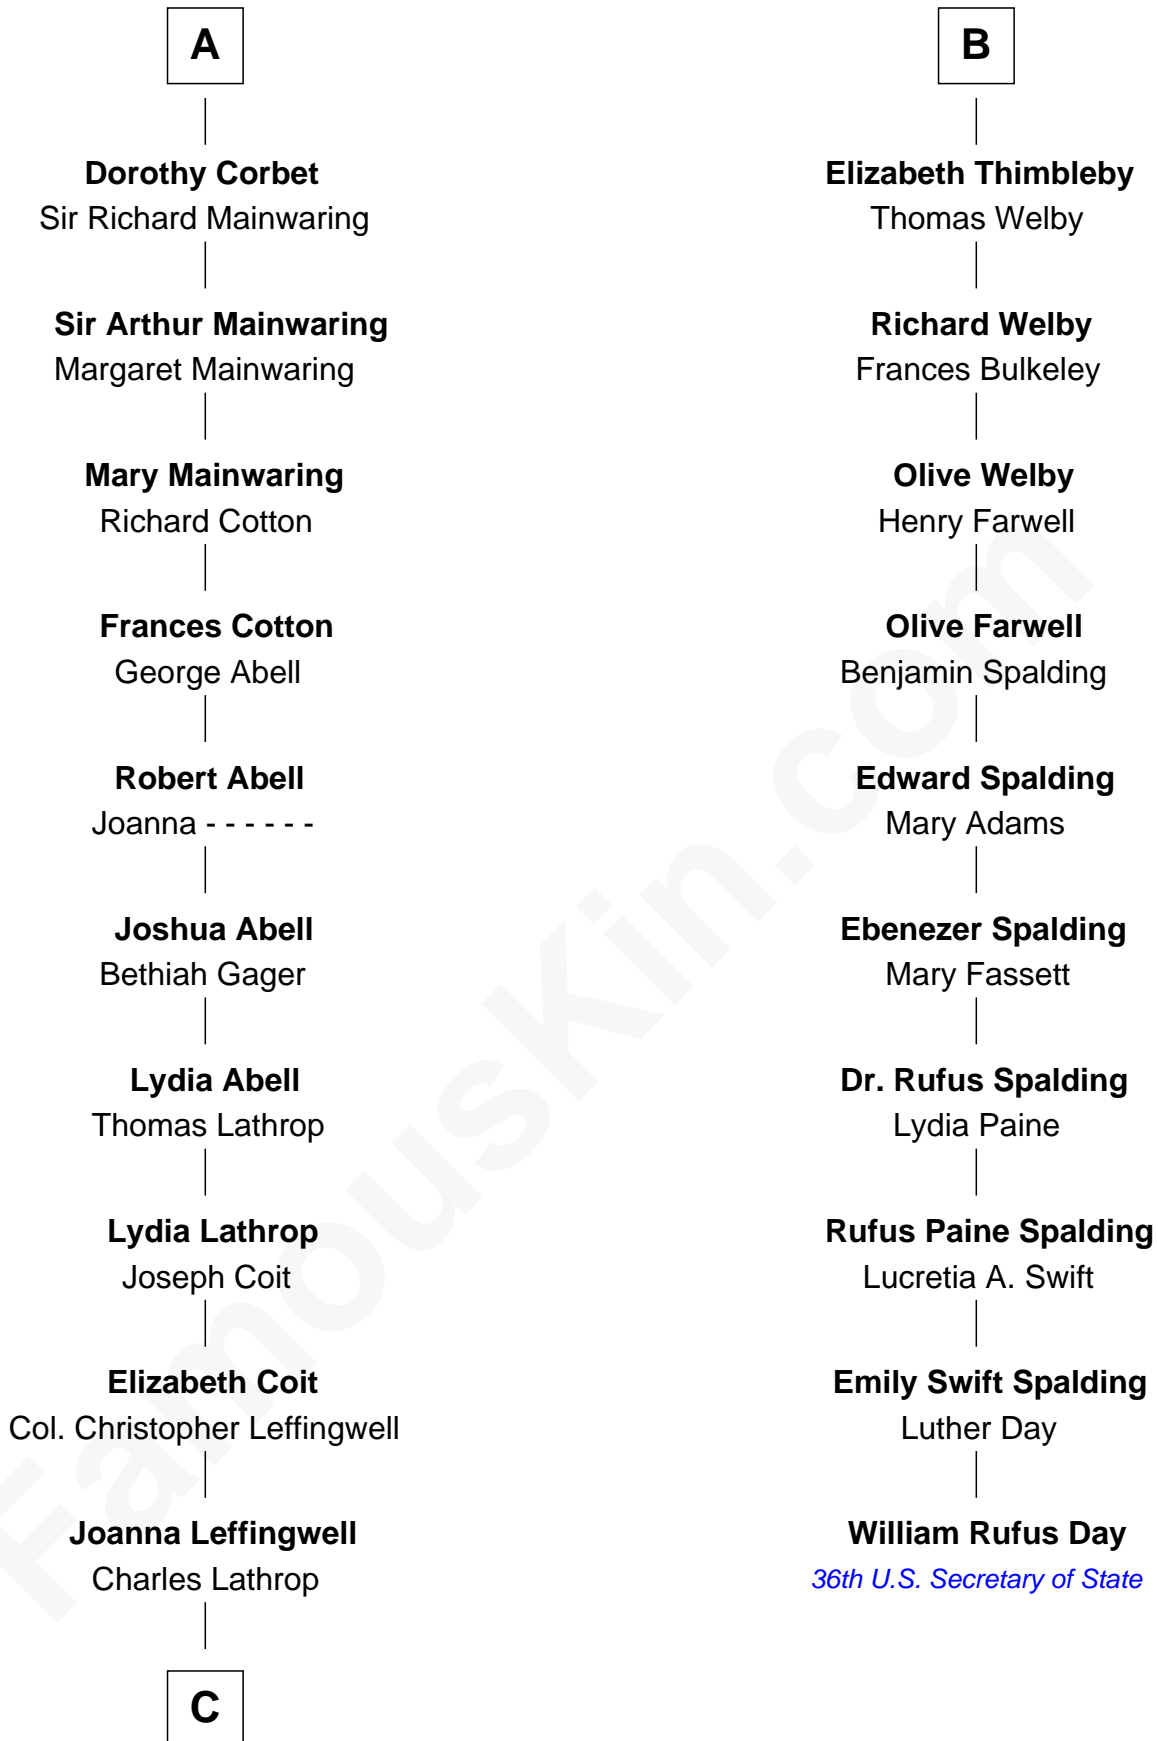 A
Dorothy Corbet
Sir Richard Mainwaring
Sir Arthur Mainwaring
Margaret Mainwaring
Mary Mainwaring
Richard Cotton
Frances Cotton
George Abell
Robert Abell
Joanna - - - - - -
Joshua Abell
Bethiah Gager
Lydia Abell
Thomas Lathrop
Lydia Lathrop
Joseph Coit
Elizabeth Coit
Col. Christopher Leffingwell
Joanna Leffingwell
Charles Lathrop
C
B
Elizabeth Thimbleby
Thomas Welby
Richard Welby
Frances Bulkeley
Olive Welby
Henry Farwell
Olive Farwell
Benjamin Spalding
Edward Spalding
Mary Adams
Ebenezer Spalding
Mary Fassett
Dr. Rufus Spalding
Lydia Paine
Rufus Paine Spalding
Lucretia A. Swift
Emily Swift Spalding
Luther Day
William Rufus Day
36th U.S. Secretary of State
FamousKin.com